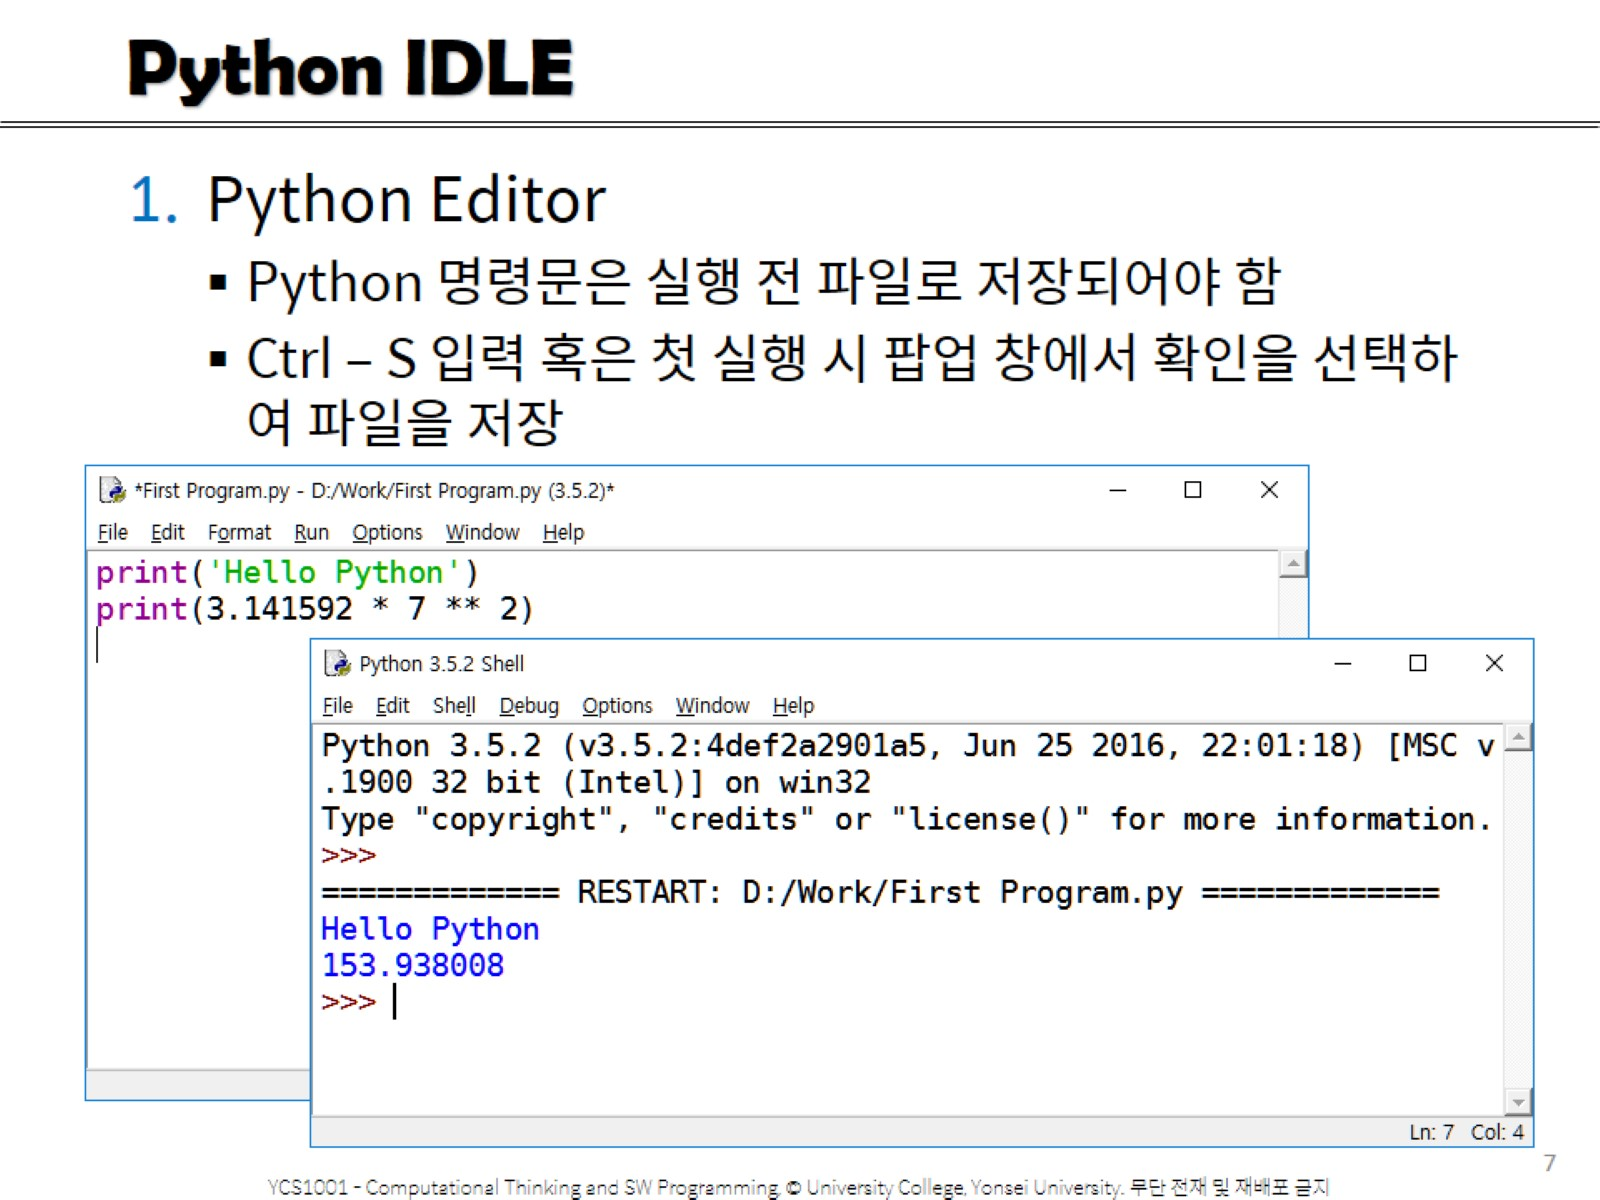 Python IDLE
1. Python Editor
▪ Python 명령문은 실행 전 파일로 저장되어야 함
▪ Ctrl – S 입력 혹은 첫 실행 시 팝업 창에서 확인을 선택하
여 파일을 저장
*First Program.py - D:/Work/First Program.py (3.5.2)*
File Edit Format Run Options Window Help
print('Hello Python')
print(3.141592 * 7 ** 2)
Python 3.5.2 Shell
File Edit Shell Debug Options Window Help
Python 3.5.2 (v3.5.2:4def2a2901a5, Jun 25 2016, 22:01:18) [MSC v
.1900 32 bit (Intel)] on win32
Type "copyright", "credits" or "license()" for more information.
>>>
============= RESTART: D:/Work/First Program.py =============
Hello Python
153.938008
>>>
Ln: 7 Col: 4
7
YCS1001 - Computational Thinking and SW Programming, © University College, Yonsei University. 무단 전재 및 재배포 금지